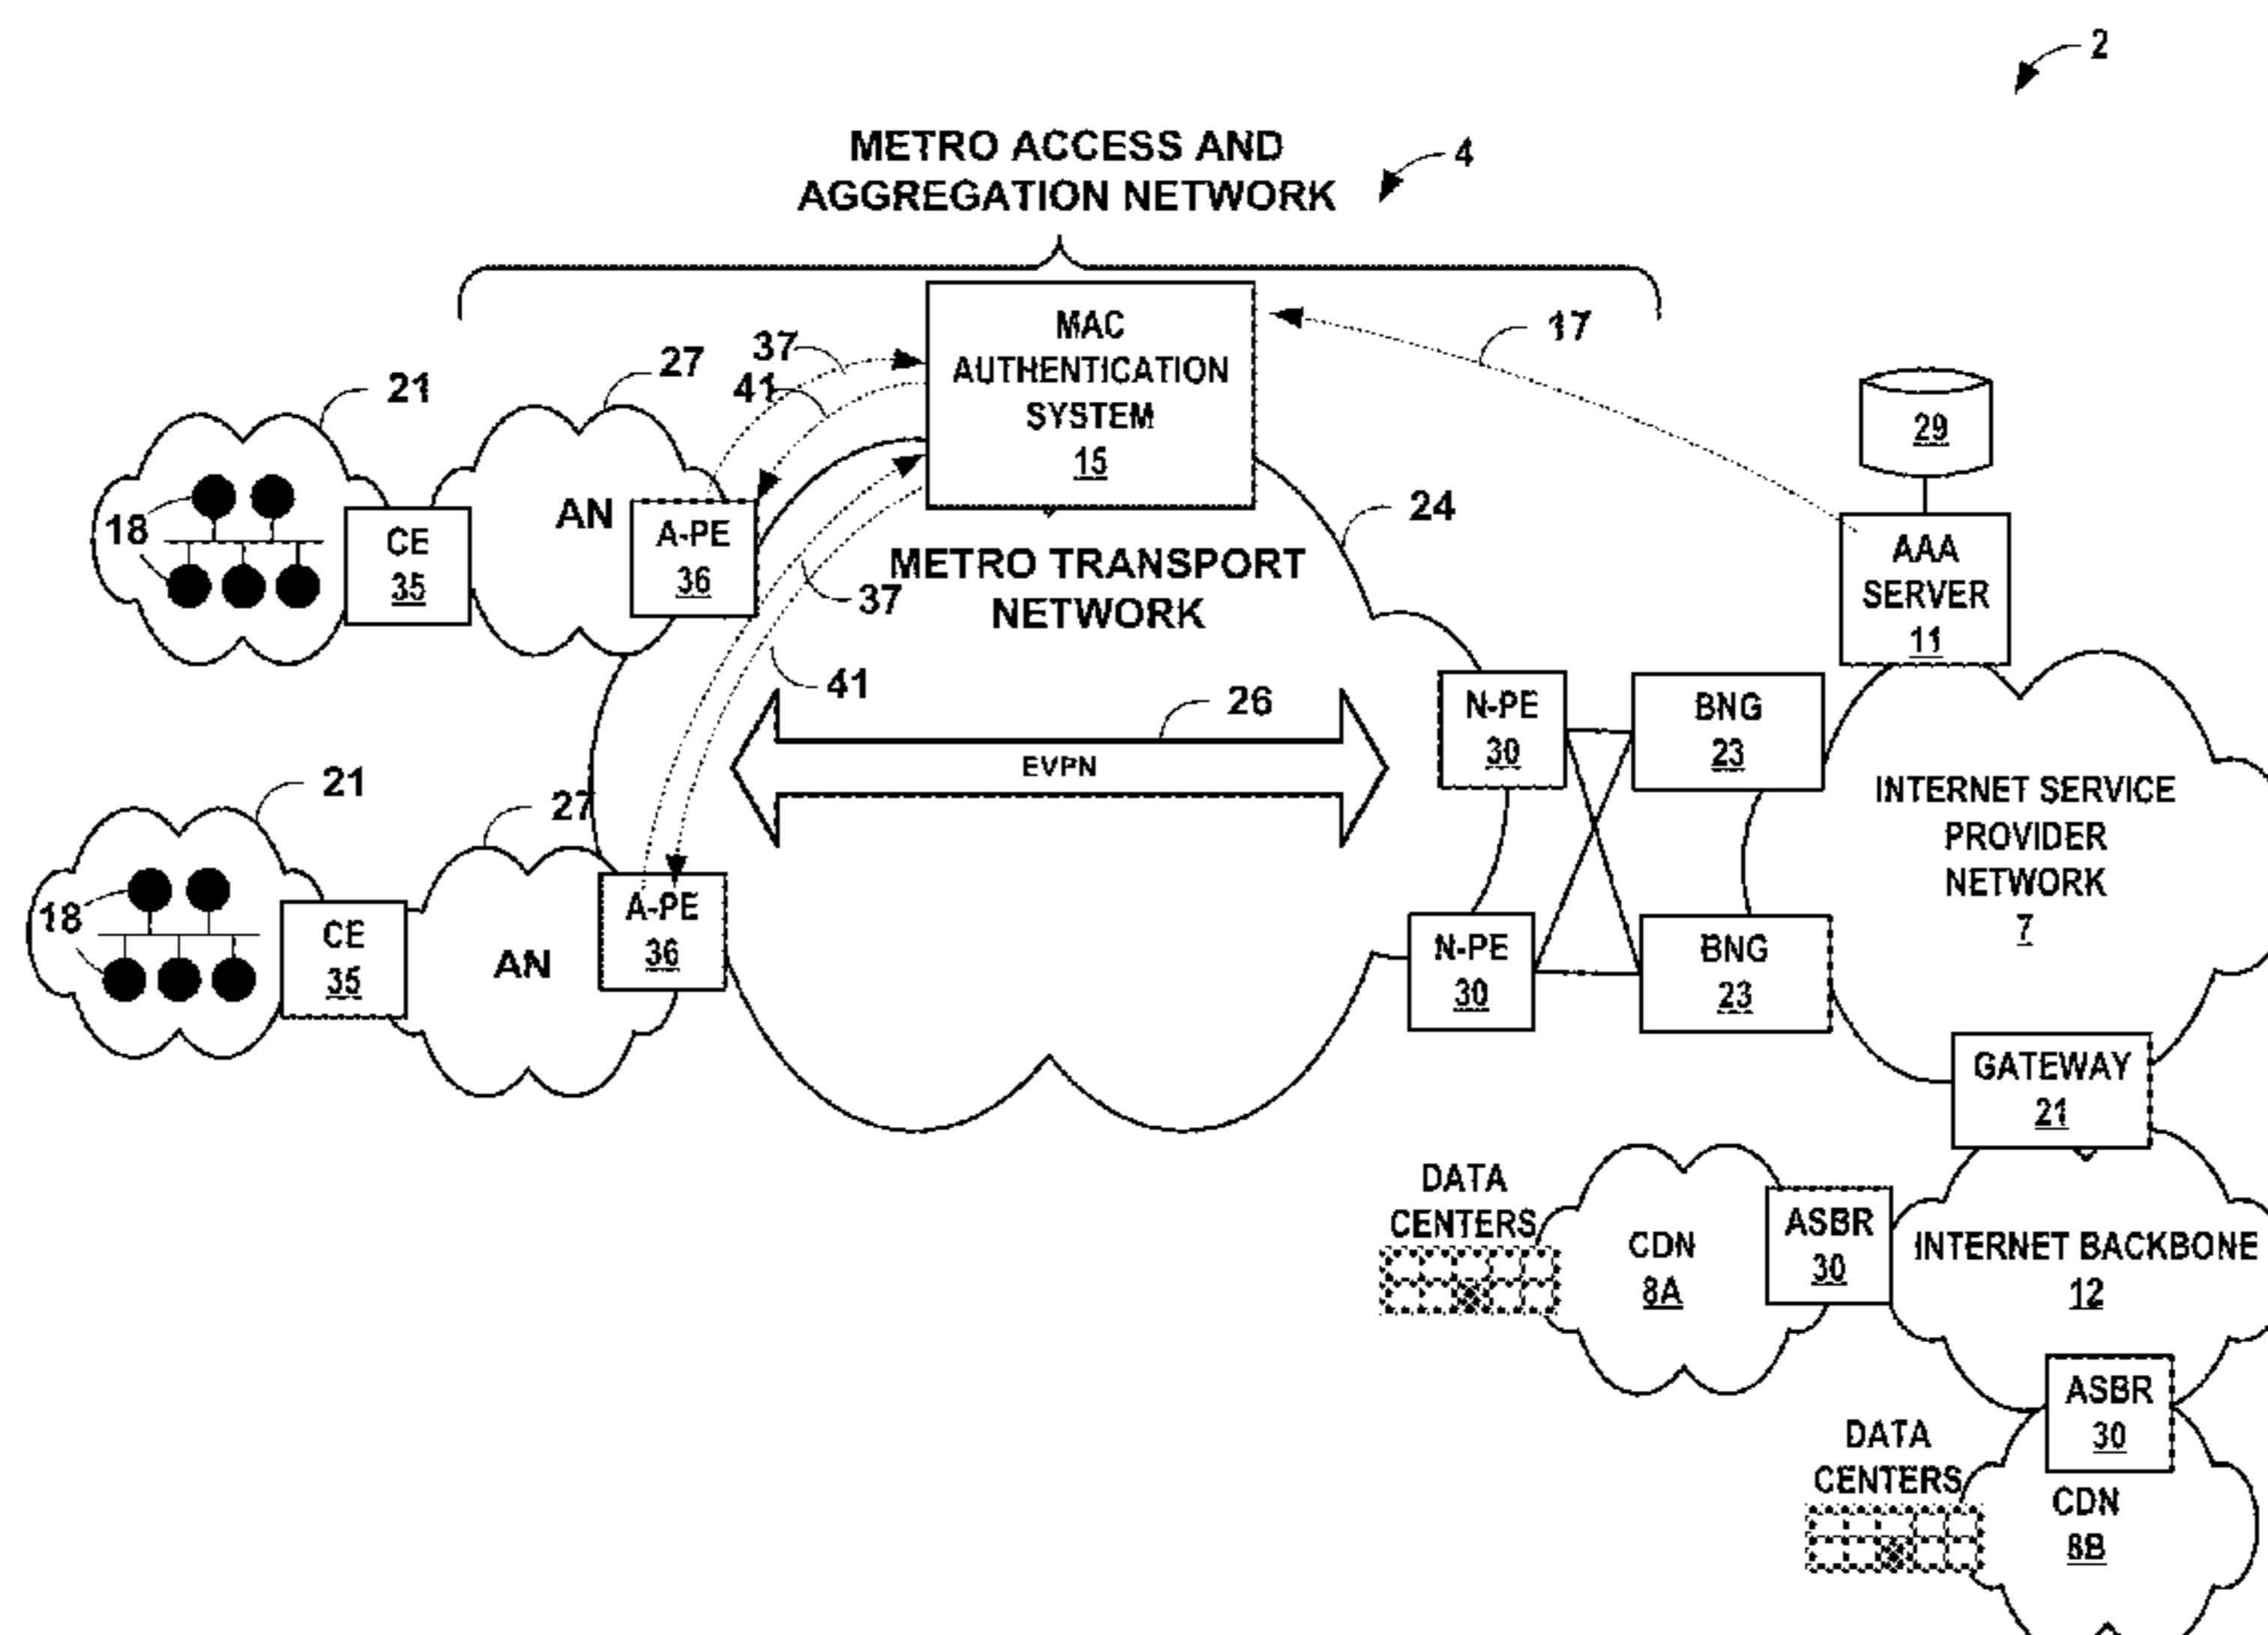 2
METRO ACCESS AND
AGGREGATION NETWORK
4
MAC
AUTHENTICATION
SYSTEM
15
17
37
41
27
21
29
18
CE
35
AN
A-PE
36
24
AAA
SERVER
11
METRO TRANSPORT
NETWORK
37
41
26
EVPN
N-PE
30
BNG
23
INTERNET SERVICE
PROVIDER
NETWORK
7
21
27
18
CE
35
AN
A-PE
36
N-PE
30
BNG
23
GATEWAY
21
DATA
CENTERS
CDN
8A
ASBR
30
INTERNET BACKBONE
12
ASBR
30
DATA
CENTERS
CDN
8B